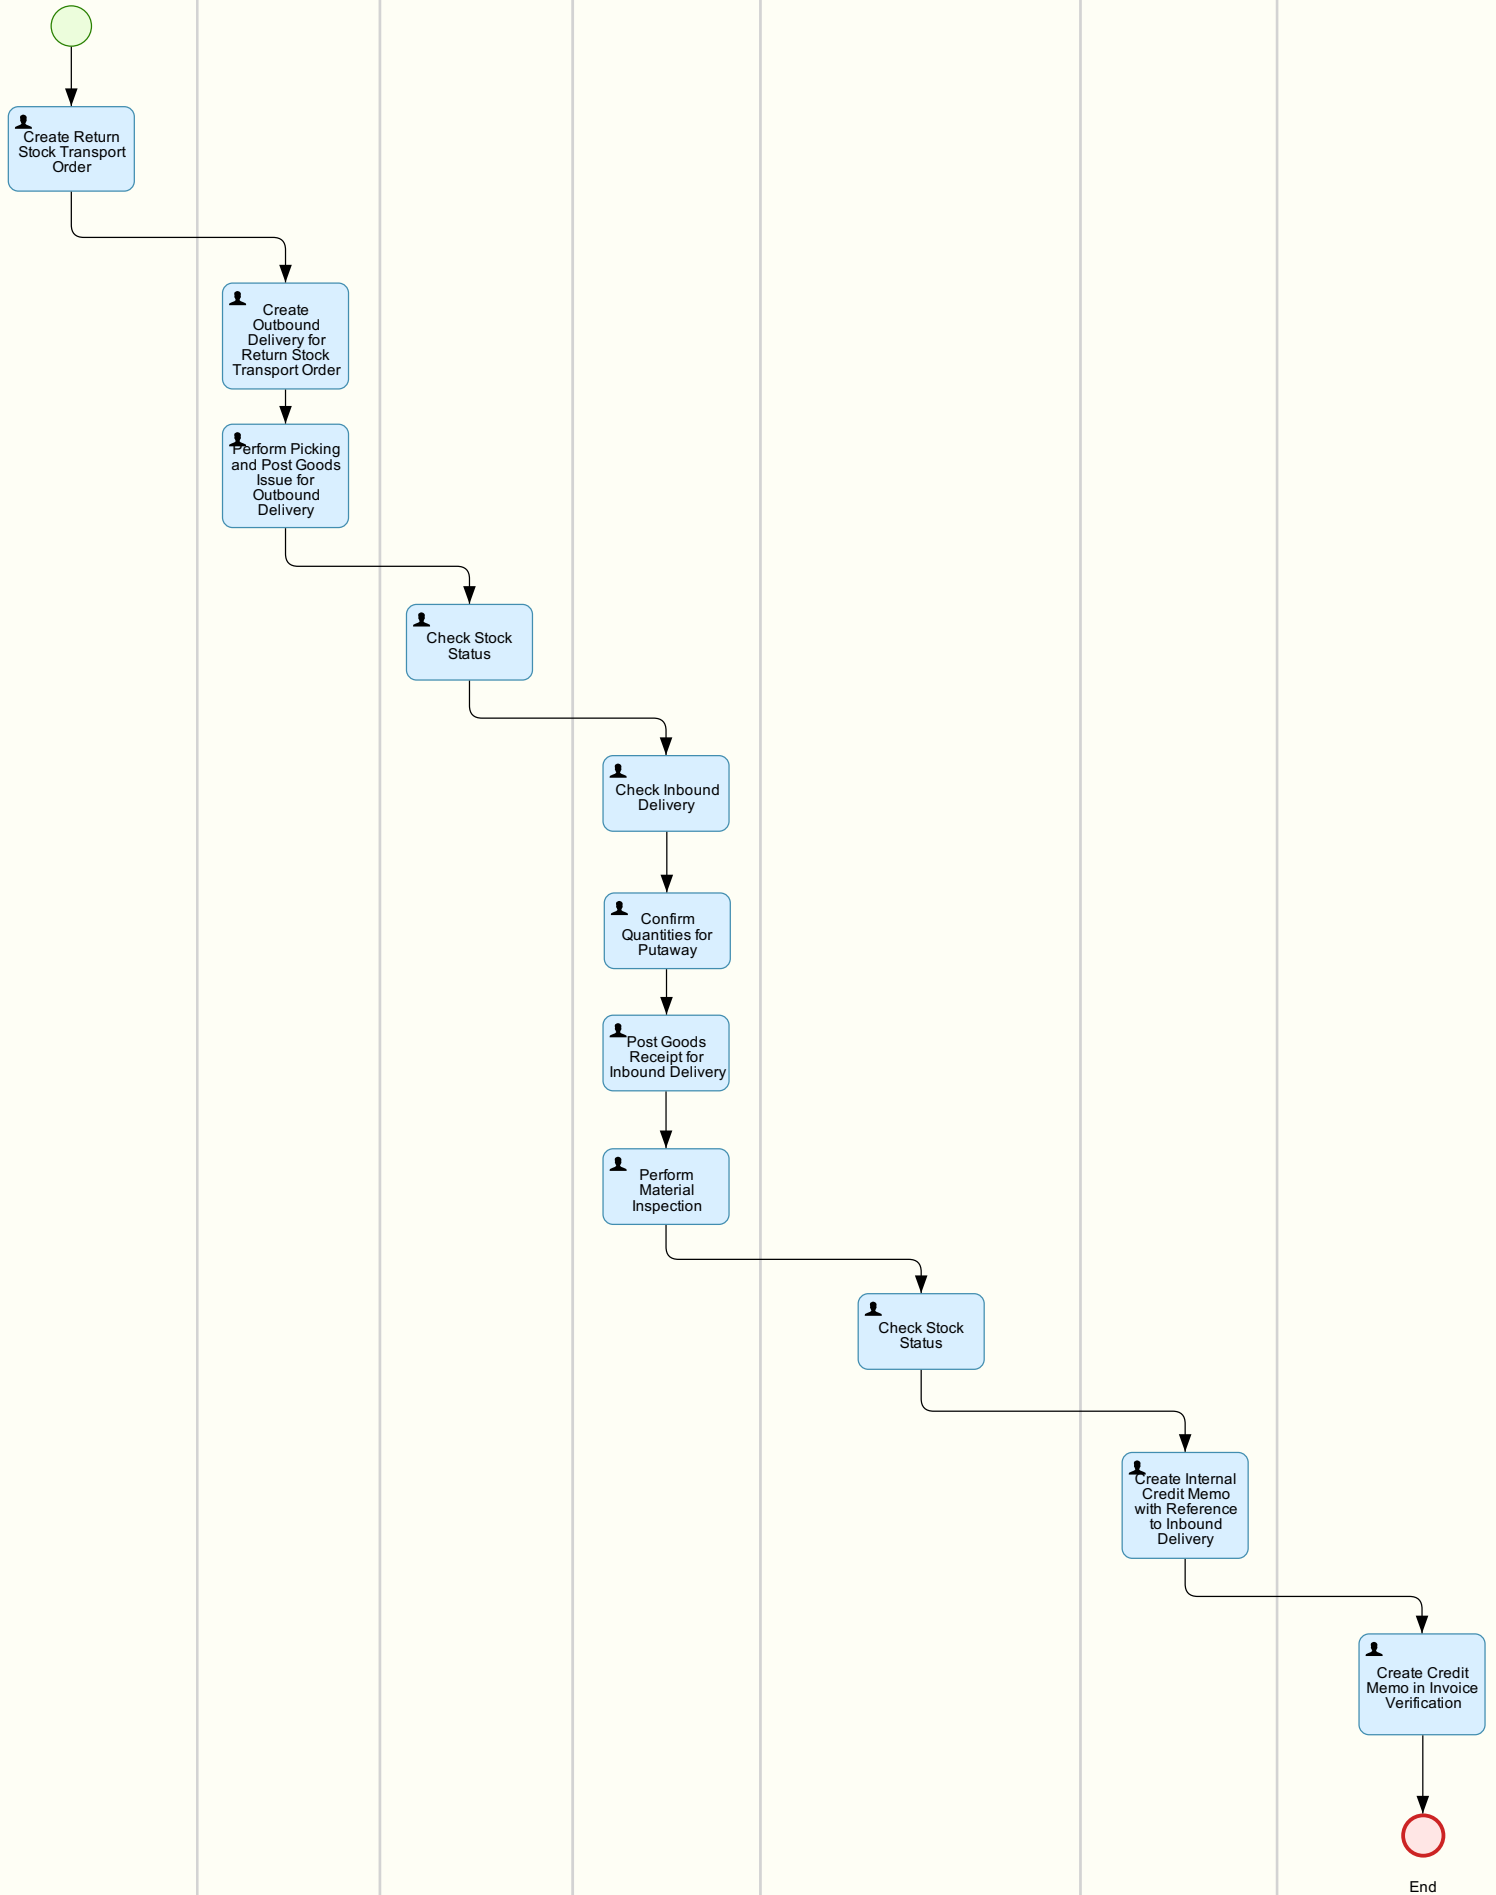 Create Return
Stock Transport
Order
Create
Outbound
Delivery for
Return Stock
Transport Order
Perform Picking
and Post Goods
Issue for
Outbound
Delivery
Check Stock
Status
Check Inbound
Delivery
Confirm
Quantities for
Putaway
Post Goods
Receipt for
Inbound Delivery
Perform
Material
Inspection
Check Stock
Status
Create Internal
Credit Memo
with Reference
to Inbound
Delivery
Create Credit
Memo in Invoice
Verification
End